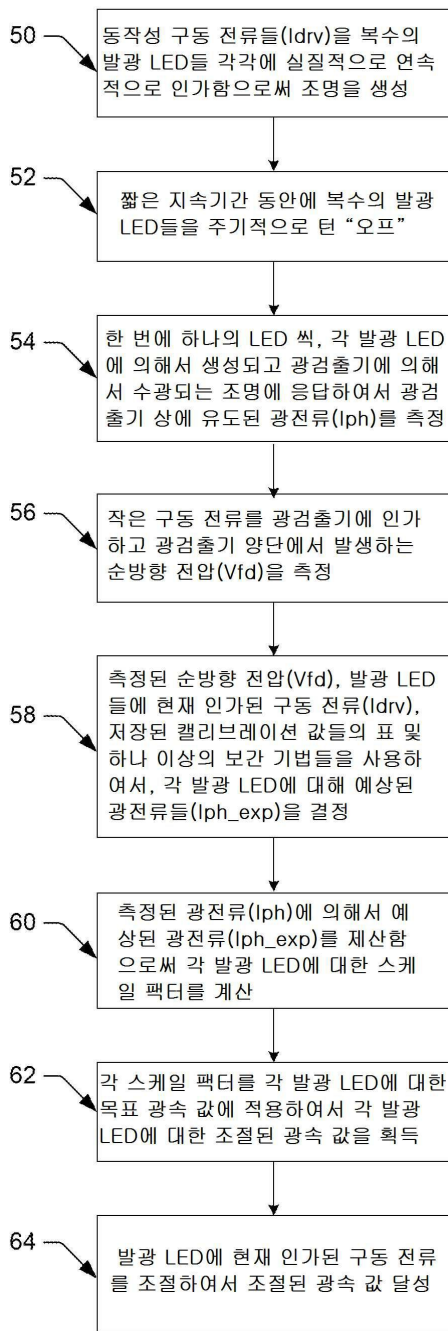 50
동작성 구동 전류들(Idrv)을 복수의
발광 LED들 각각에 실질적으로 연속
적으로 인가함으로써 조명을 생성
52
짧은 지속기간 동안에 복수의 발광
LED들을 주기적으로 턴 “오프”
54
한 번에 하나의 LED 씩, 각 발광 LED
에 의해서 생성되고 광검출기에 의해
서 수광되는 조명에 응답하여서 광검
출기 상에 유도된 광전류(Iph)를 측정
56
작은 구동 전류를 광검출기에 인가
하고 광검출기 양단에서 발생하는
순방향 전압(Vfd)을 측정
58
측정된 순방향 전압(Vfd), 발광 LED
들에 현재 인가된 구동 전류(Idrv),
저장된 캘리브레이션 값들의 표 및
하나 이상의 보간 기법들을 사용하
여서, 각 발광 LED에 대해 예상된
광전류들(Iph_exp)을 결정
60
측정된 광전류(Iph)에 의해서 예
상된 광전류(Iph_exp)를 제산함
으로써 각 발광 LED에 대한 스케
일 팩터를 계산
62
각 스케일 팩터를 각 발광 LED에 대한
목표 광속 값에 적용하여서 각 발광
LED에 대한 조절된 광속 값을 획득
64
발광 LED에 현재 인가된 구동 전류
를 조절하여서 조절된 광속 값 달성